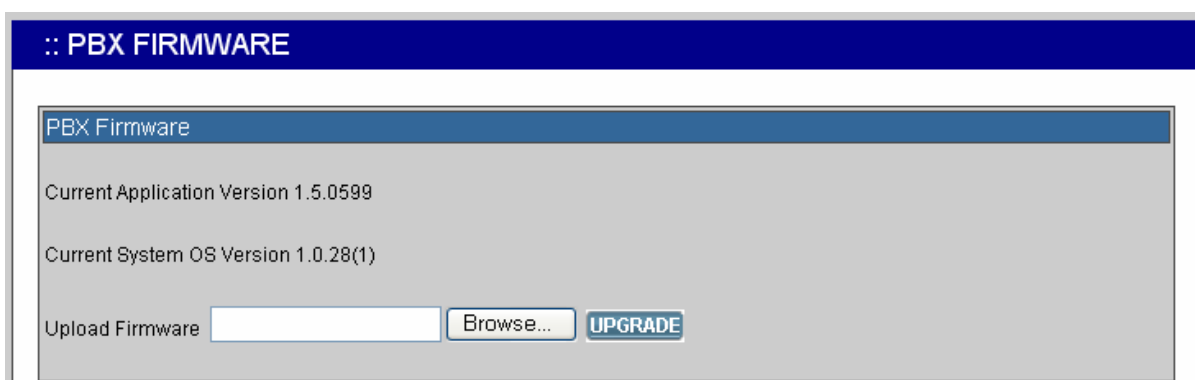 :: PBX FIRMWARE
PBX Firmware
Current Application Version 1.5.0599
Current System OS Version 1.0.28(1)
Upload Firmware Browse... UPGRADE